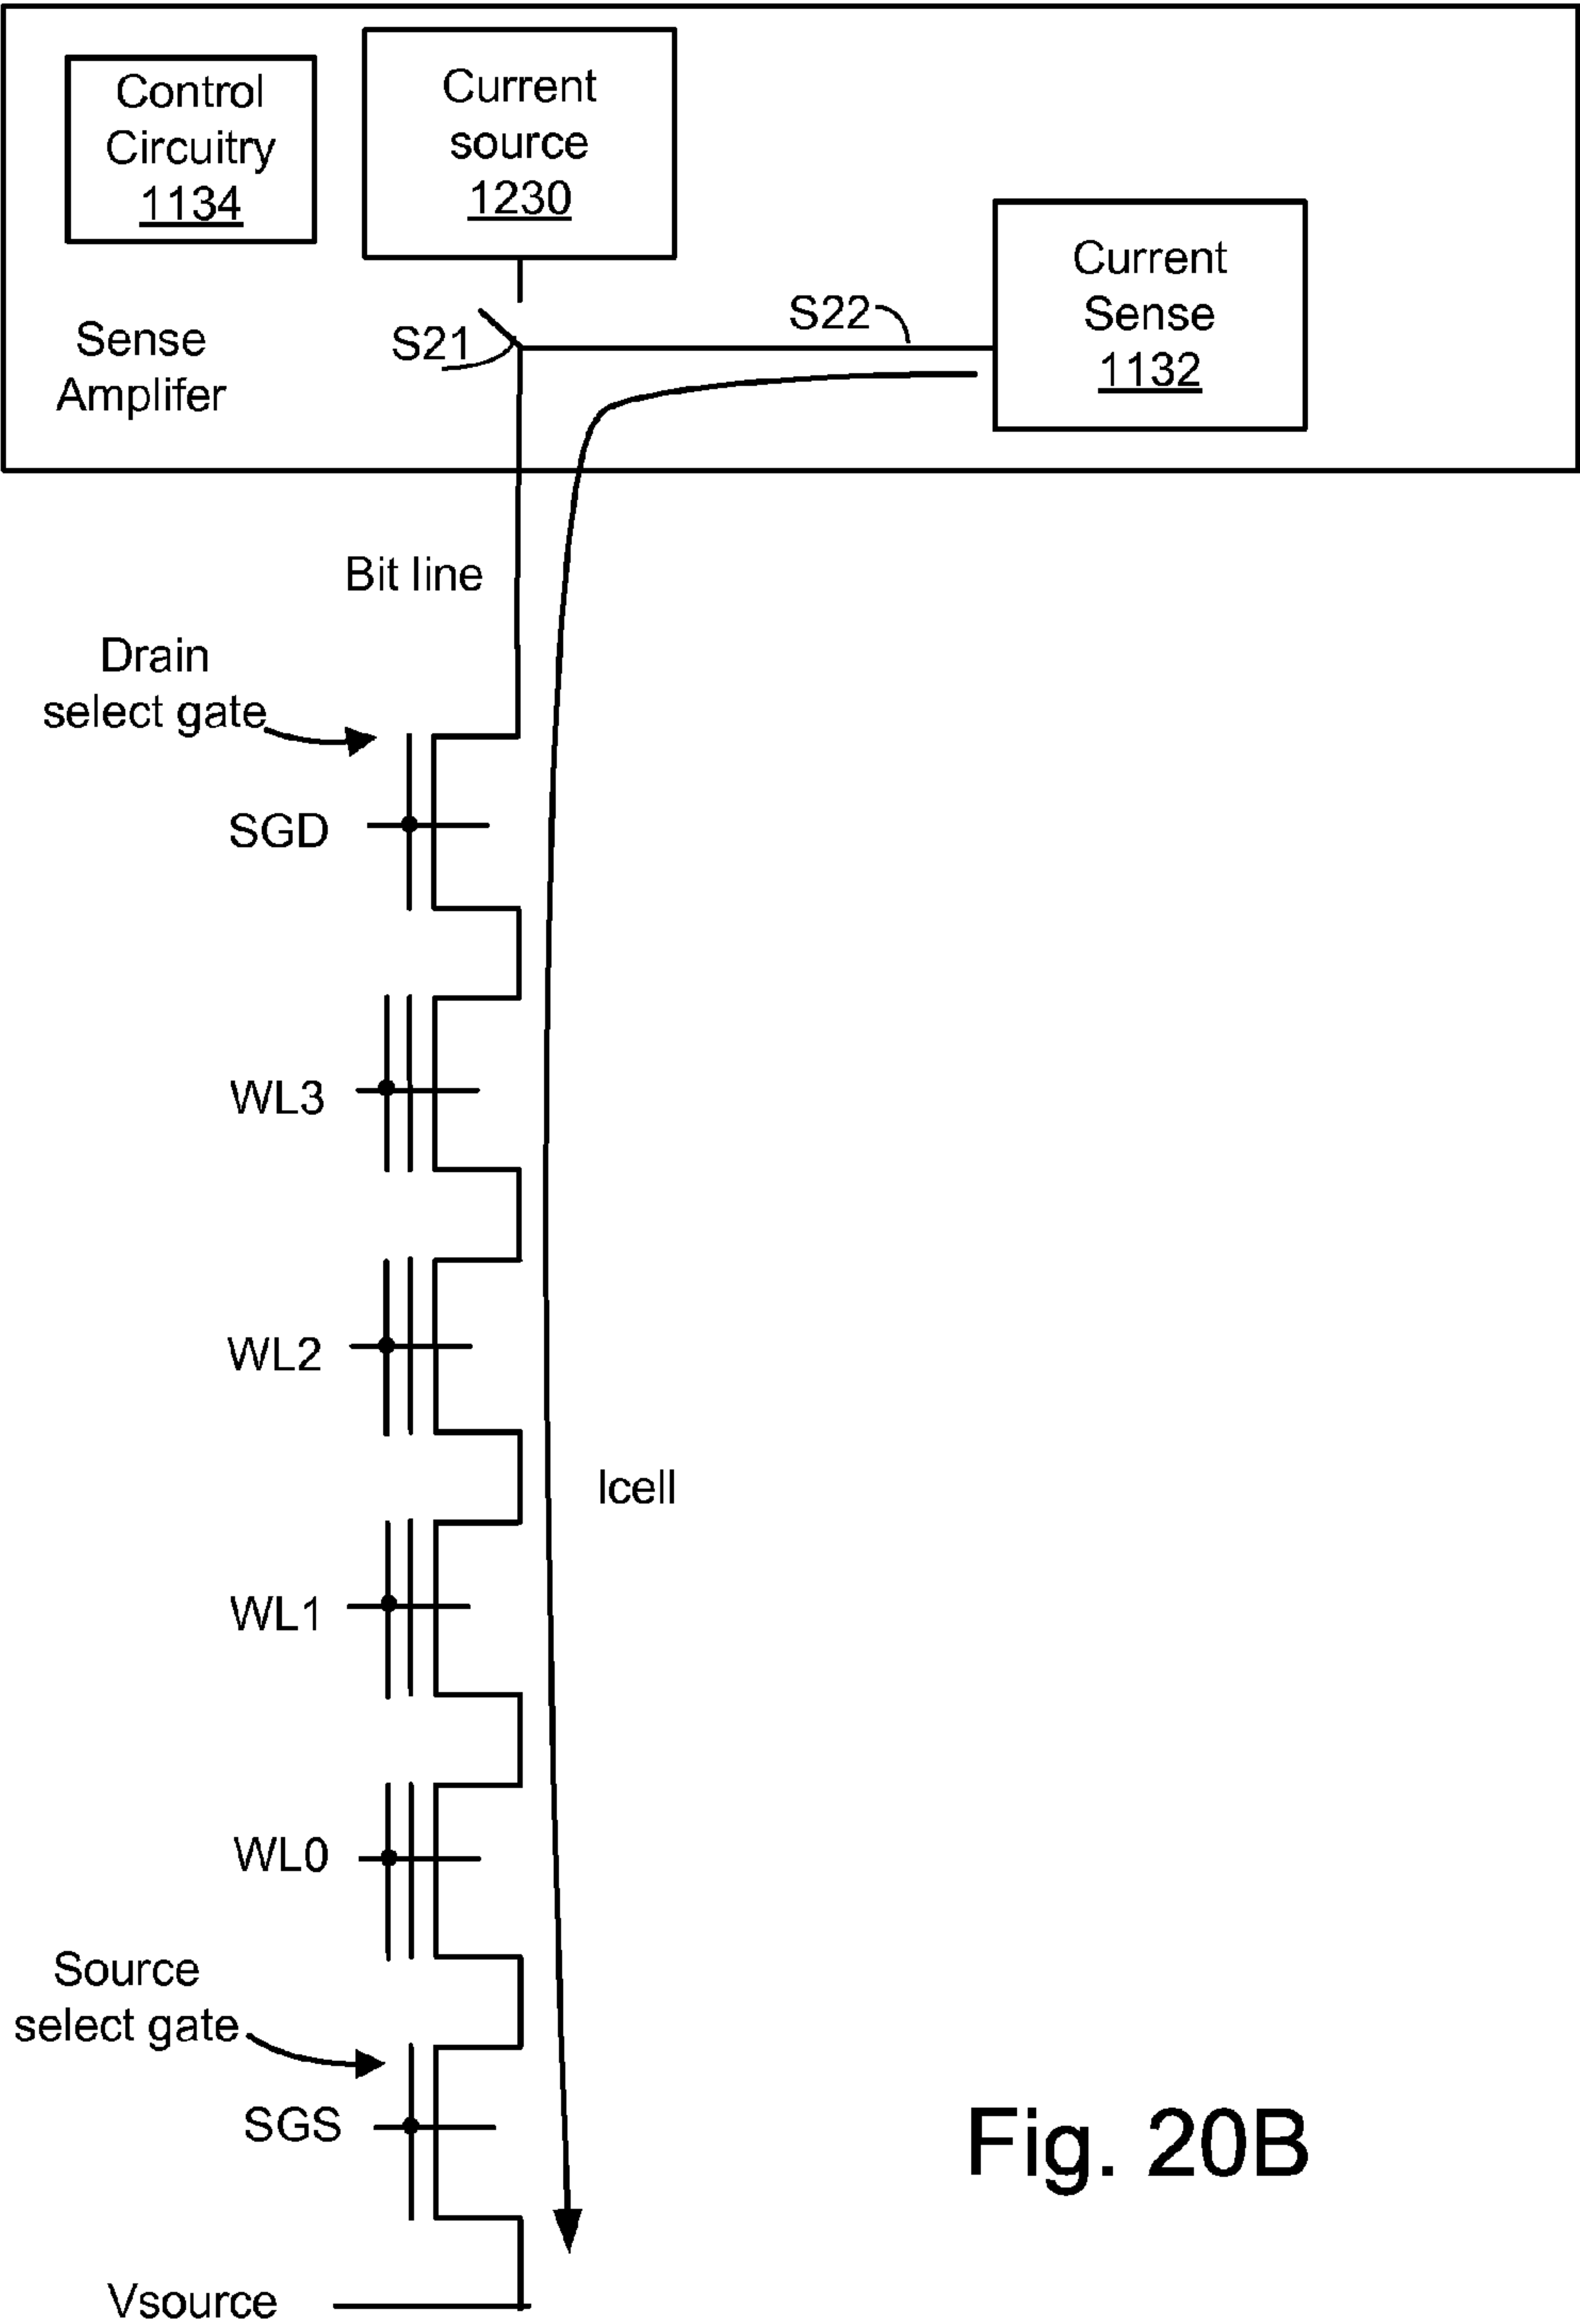 Control
Circuitry
1134
Current
source
1230
Current
Sense
1132
S22
S21
Sense
Amplifer
Bit line
Drain
select gate
SGD
WL3
WL2
Icell
WL1
WL0
Source
select gate
SGS
Vsource
Fig. 20B